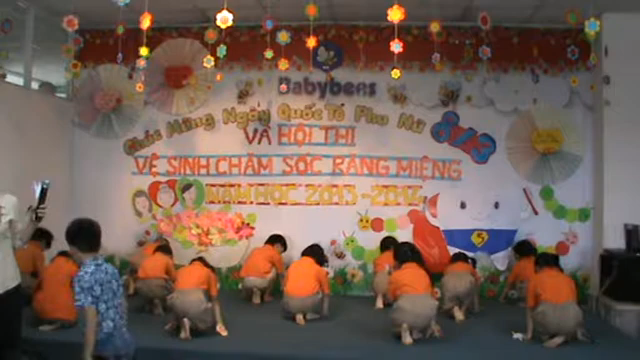 Babybees
Chúc Mừng Ngày Quốc Tế Phụ Nữ 8/3
VÀ HỘI THI
VỆ SINH CHĂM SÓC RĂNG MIỆNG
NĂM HỌC 2013-2014